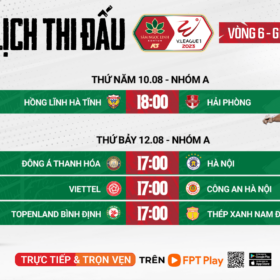 LỊCH THI ĐẤU
V.LEAGUE 1
2023
VÒNG 6 - G
THỨ NĂM 10.08 - NHÓM A
HỒNG LĨNH HÀ TĨNH 18:00 HẢI PHÒNG
THỨ BẢY 12.08 - NHÓM A
ĐÔNG Á THANH HÓA 17:00 HÀ NỘI
VIETTEL 17:00 CÔNG AN HÀ NỘI
TOPENLAND BÌNH ĐỊNH 17:00 THÉP XANH NAM Đ
TRỰC TIẾP & TRỌN VẸN TRÊN FPT Play